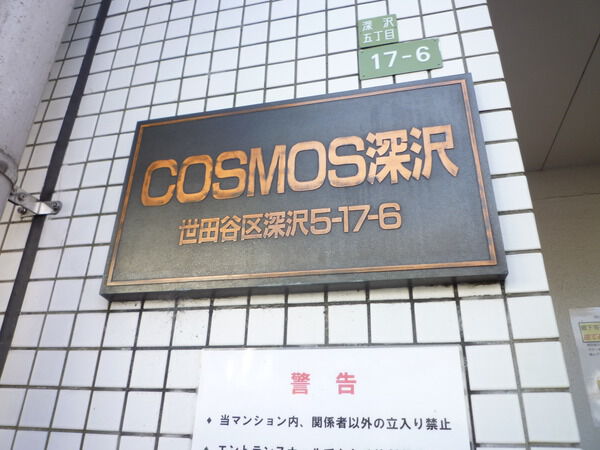 深沢
五丁目
17-6
COSMOS深沢
世田谷区深沢5-17-6
警告
♦ 当マンション内、関係者以外の立入り禁止